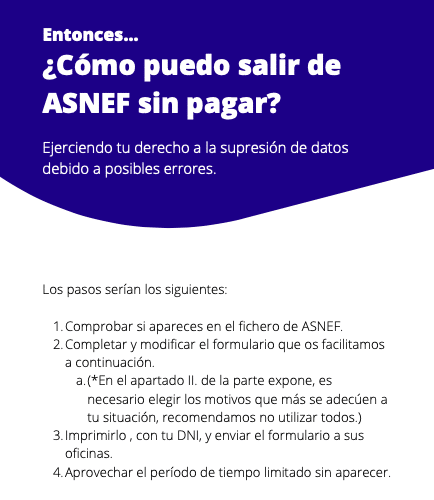 Entonces...
¿Cómo puedo salir de
ASNEF sin pagar?
Ejerciendo tu derecho a la supresión de datos
debido a posibles errores.
Los pasos serían los siguientes:
1. Comprobar si apareces en el fichero de ASNEF.
2. Completar y modificar el formulario que os facilitamos
a continuación.
a. (*En el apartado II. de la parte expone, es
necesario elegir los motivos que más se adecúen a
tu situación, recomendamos no utilizar todos.)
3. Imprimirlo , con tu DNI, y enviar el formulario a sus
oficinas.
4. Aprovechar el período de tiempo limitado sin aparecer.